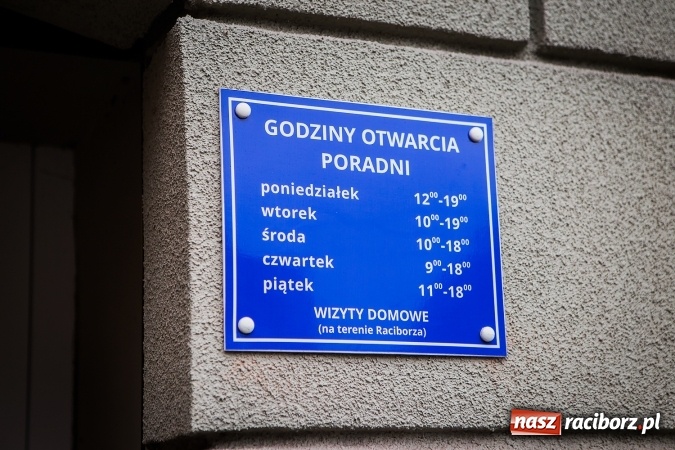 GODZINY OTWARCIA
PORADNI
poniedziałek 12⁰⁰-19⁰⁰
wtorek 10⁰⁰-19⁰⁰
środa 10⁰⁰-18⁰⁰
czwartek 9⁰⁰-18⁰⁰
piątek 11⁰⁰-18⁰⁰
WIZYTY DOMOWE
(na terenie Raciborza)
nasz raciborz.pl